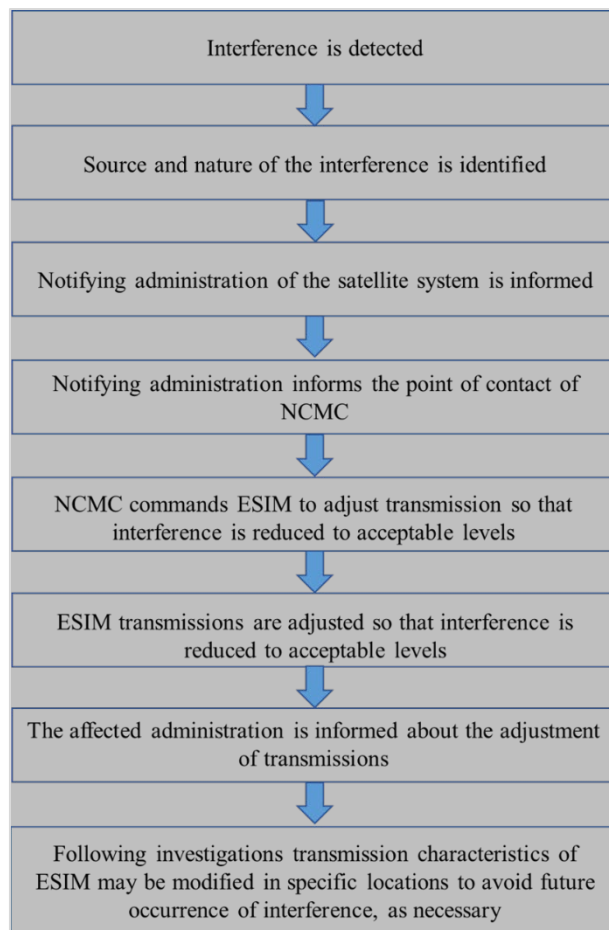 Interference is detected
Source and nature of the interference is identified
Notifying administration of the satellite system is informed
Notifying administration informs the point of contact of
NCMC
NCMC commands ESIM to adjust transmission so that
interference is reduced to acceptable levels
ESIM transmissions are adjusted so that interference is
reduced to acceptable levels
The affected administration is informed about the adjustment
of transmissions
Following investigations transmission characteristics of
ESIM may be modified in specific locations to avoid future
occurrence of interference, as necessary